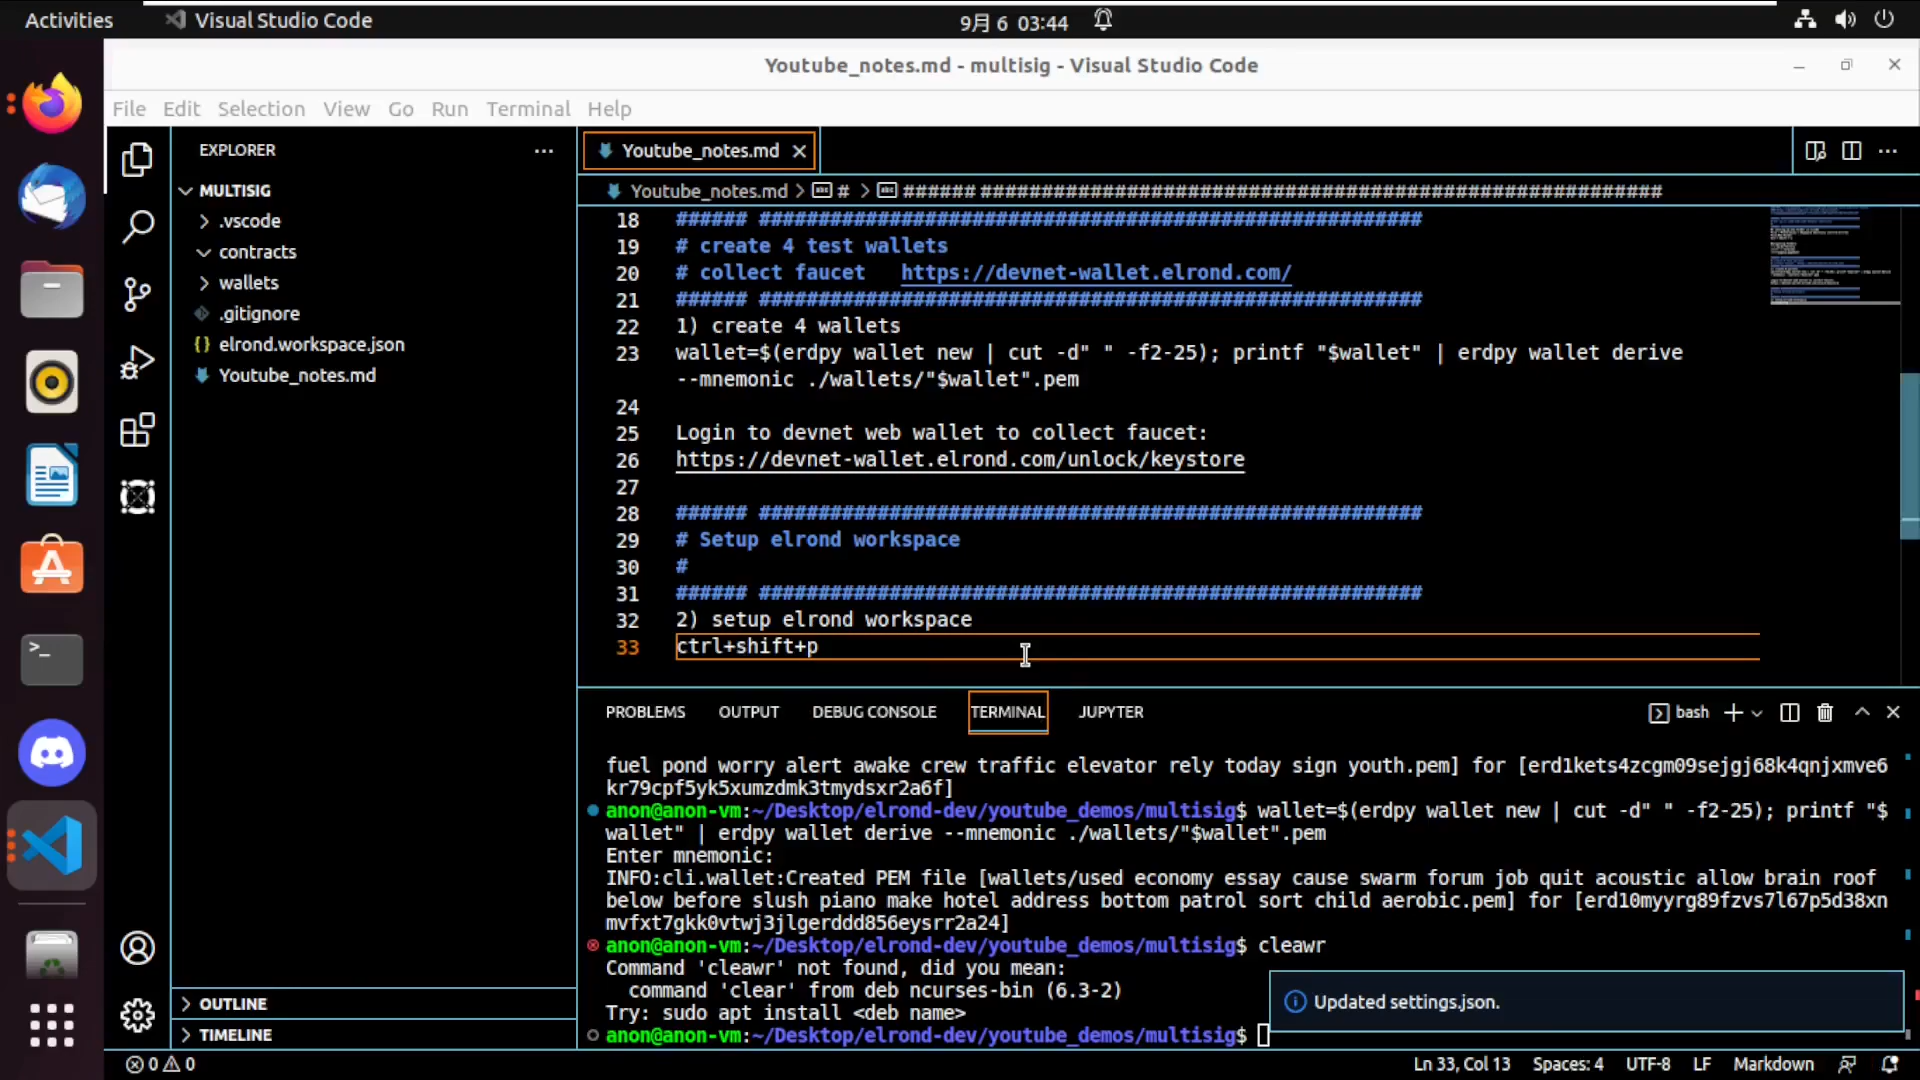 Activities
Visual Studio Code
9月 6 03:44
Youtube_notes.md - multisig - Visual Studio Code
File Edit Selection View Go Run Terminal Help
EXPLORER
MULTISIG
.vscode
contracts
wallets
.gitignore
elrond.workspace.json
Youtube_notes.md
OUTLINE
TIMELINE
Youtube_notes.md
Youtube_notes.md > # > ###### #########################################################
18 ###### ########################################################
19 # create 4 test wallets
20 # collect faucet   https://devnet-wallet.elrond.com/
21 ###### ########################################################
22 1) create 4 wallets
23 wallet=$(erdpy wallet new | cut -d" " -f2-25); printf "$wallet" | erdpy wallet derive
--mnemonic ./wallets/"$wallet".pem
24
25 Login to devnet web wallet to collect faucet:
26 https://devnet-wallet.elrond.com/unlock/keystore
27
28 ###### ########################################################
29 # Setup elrond workspace
30 #
31 ###### ########################################################
32 2) setup elrond workspace
33 ctrl+shift+p
PROBLEMS OUTPUT DEBUG CONSOLE TERMINAL JUPYTER
bash
fuel pond worry alert awake crew traffic elevator rely today sign youth.pem] for [erd1kets4zcgm09sejgj68k4qnjxmve6
kr79cpf5yk5xumzdmk3tmydsxr2a6f]
anon@anon-vm:~/Desktop/elrond-dev/youtube_demos/multisig$ wallet=$(erdpy wallet new | cut -d" " -f2-25); printf "$
wallet" | erdpy wallet derive --mnemonic ./wallets/"$wallet".pem
Enter mnemonic:
INFO:cli.wallet:Created PEM file [wallets/used economy essay cause swarm forum job quit acoustic allow brain roof
below before slush piano make hotel address bottom patrol sort child aerobic.pem] for [erd10myyrg89fzvs7l67p5d38xn
mvfxt7gkk0vtwj3jlgerddd856eysrr2a24]
anon@anon-vm:~/Desktop/elrond-dev/youtube_demos/multisig$ cleawr
Command 'cleawr' not found, did you mean:
command 'clear' from deb ncurses-bin (6.3-2)
Try: sudo apt install <deb name>
anon@anon-vm:~/Desktop/elrond-dev/youtube_demos/multisig$
Updated settings.json.
0 0
Ln 33, Col 13 Spaces: 4 UTF-8 LF Markdown